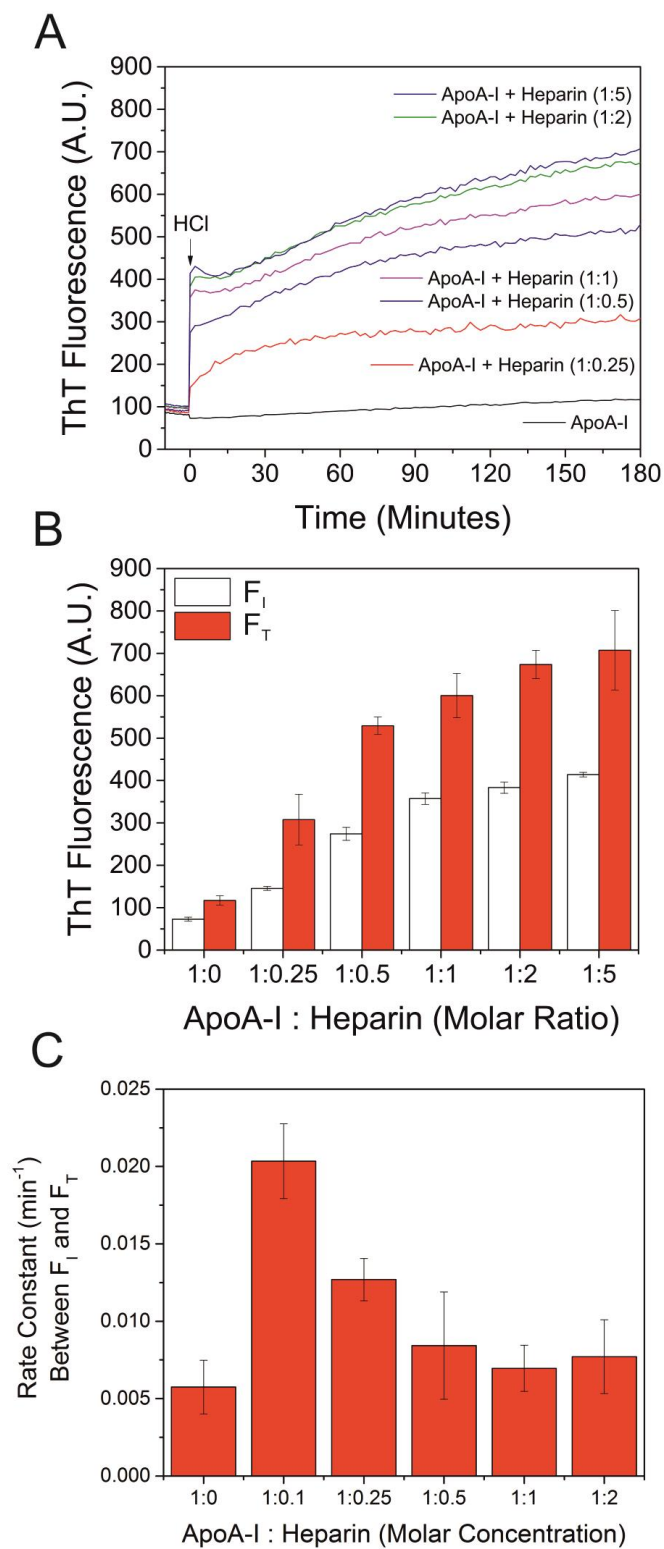 A
ThT Fluorescence (A.U.)
900
800
700
600
500
400
300
200
100
0
HCl
ApoA-I + Heparin (1:5)
ApoA-I + Heparin (1:2)
ApoA-I + Heparin (1:1)
ApoA-I + Heparin (1:0.5)
ApoA-I + Heparin (1:0.25)
ApoA-I
0 30 60 90 120 150 180
Time (Minutes)
B
ThT Fluorescence (A.U.)
900
800
700
600
500
400
300
200
100
0
F_I
F_T
1:0 1:0.25 1:0.5 1:1 1:2 1:5
ApoA-I : Heparin (Molar Ratio)
C
Rate Constant (min⁻¹)
Between F_I and F_T
0.025
0.020
0.015
0.010
0.005
0.000
1:0 1:0.1 1:0.25 1:0.5 1:1 1:2
ApoA-I : Heparin (Molar Concentration)